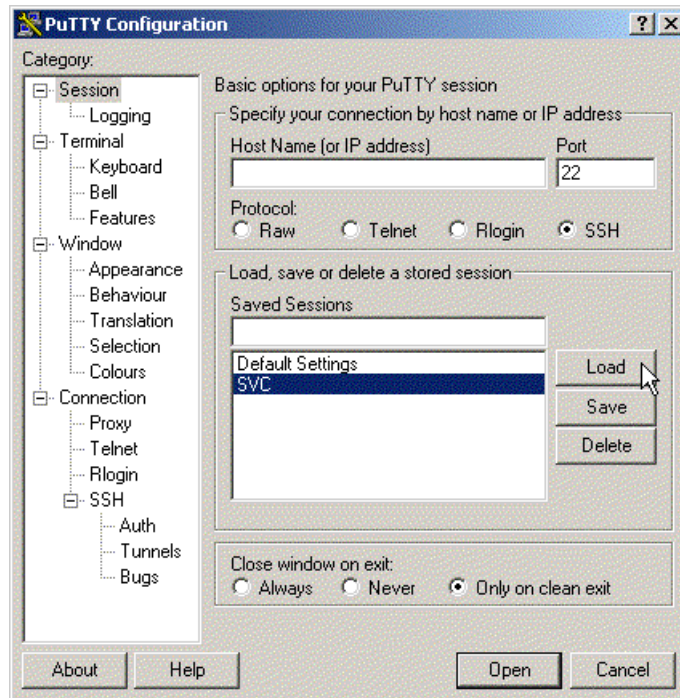 PuTTY Configuration
Category:
Session
Logging
Terminal
Keyboard
Bell
Features
Window
Appearance
Behaviour
Translation
Selection
Colours
Connection
Proxy
Telnet
Rlogin
SSH
Auth
Tunnels
Bugs
Basic options for your PuTTY session
Specify your connection by host name or IP address
Host Name (or IP address) Port
22
Protocol:
Raw Telnet Rlogin SSH
Load, save or delete a stored session
Saved Sessions
Default Settings
SVC
Load
Save
Delete
Close window on exit:
Always Never Only on clean exit
About Help Open Cancel